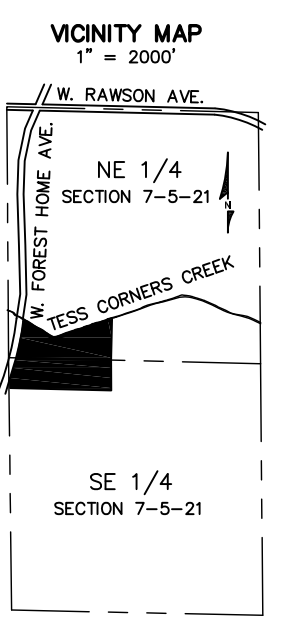 VICINITY MAP
1" = 2000'
W. RAWSON AVE.
NE 1/4
SECTION 7-5-21
N
W. FOREST HOME AVE.
TESS CORNERS CREEK
SE 1/4
SECTION 7-5-21